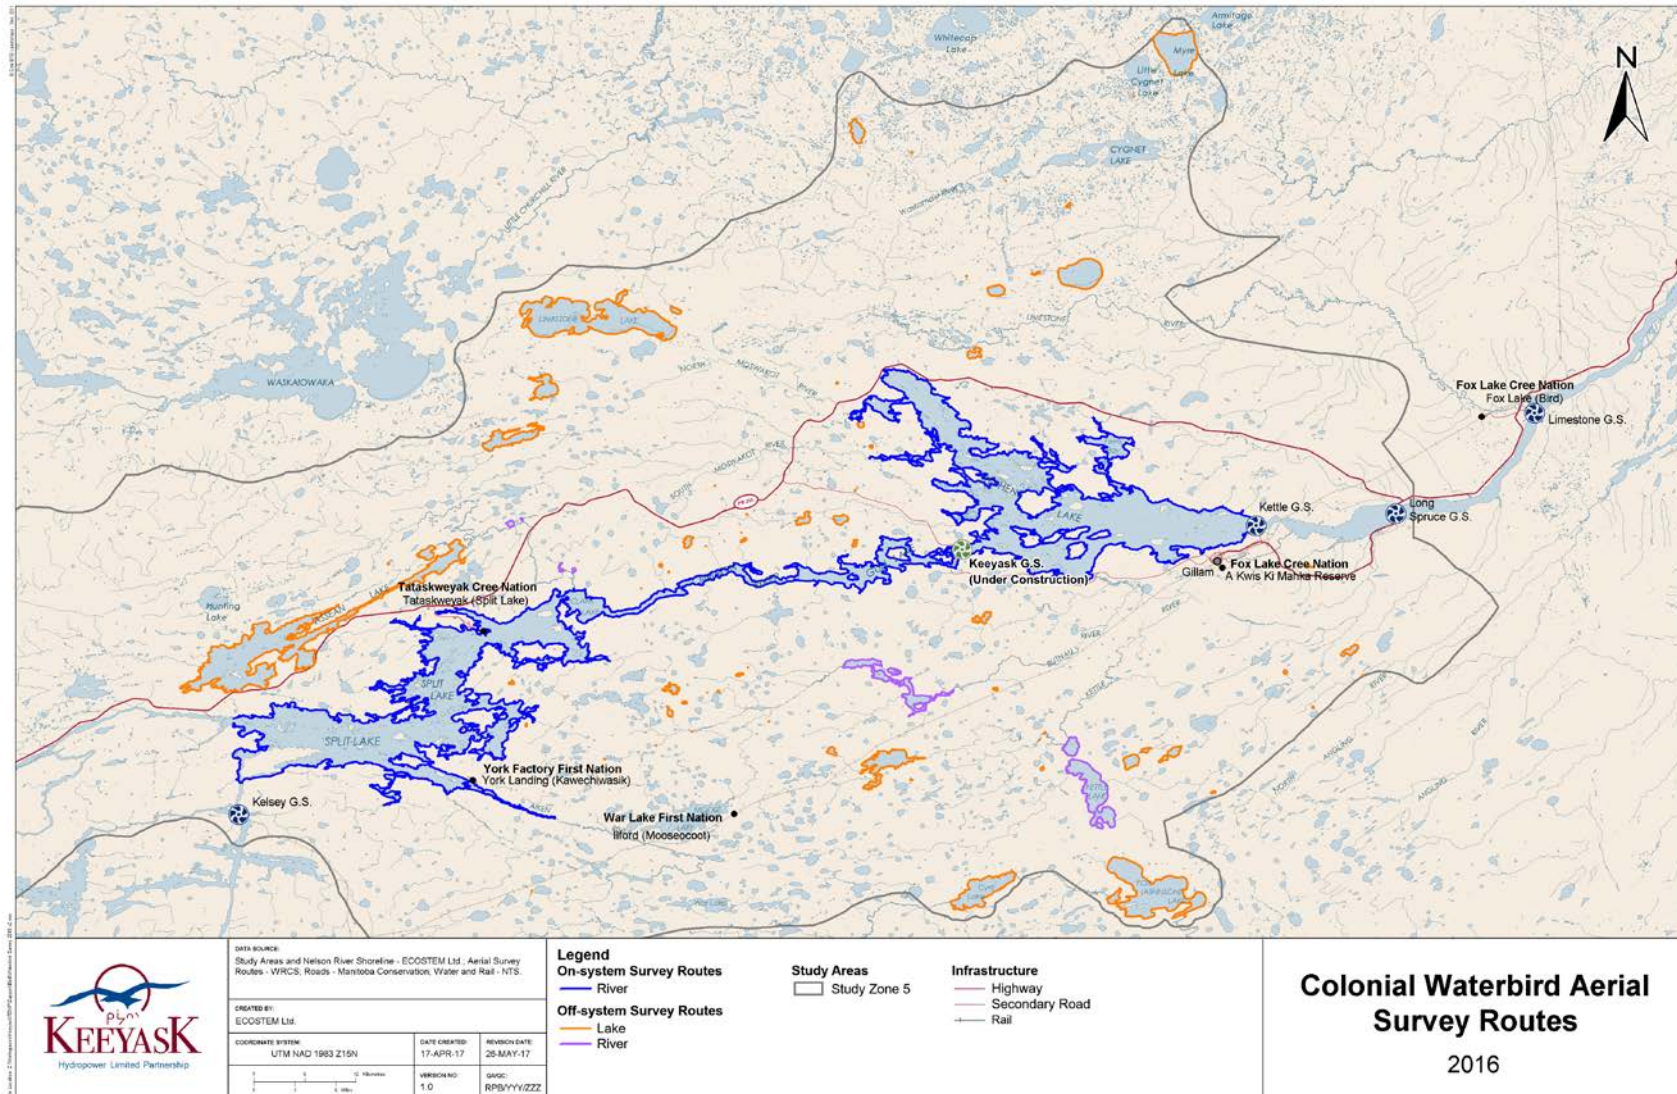 Armitage
Lake
Whitecap
Lake
Myre
Lake
Little
Cygnet
Lake
N
CYGNET
LAKE
LITTLE CHURCHILL RIVER
LIMESTONE
RIVER
LAKE
WASKAIOWAKA
NORTH
MOSWAKOT
RIVER
Fox Lake Cree Nation
Fox Lake (Bird)
Limestone G.S.
SOUTH
MOSWAKOT
RIVER
LAKE
Kettle G.S.
Long
Spruce G.S.
Keeyask G.S.
(Under Construction)
Gillam
Fox Lake Cree Nation
A Kwis Ki Mahka Reserve
Tataskweyak Cree Nation
Tataskweyak (Split Lake)
Hunting
Lake
ASSEAN
LAKE
BUTNAU
RIVER
RIVER
KETTLE
SPLIT
LAKE
SPLIT LAKE
York Factory First Nation
York Landing (Kawechiwasik)
Kelsey G.S.
AIKEN
War Lake First Nation
Ilford (Mooseocoot)
NORTH
ANGLING
RIVER
ANGLING
RIVER
Cyril
Lake
DATA SOURCE:
Study Areas and Nelson River Shoreline - ECOSTEM Ltd.; Aerial Survey
Routes - WRCS; Roads - Manitoba Conservation; Water and Rail - NTS.
CREATED BY:
ECOSTEM Ltd.
COORDINATE SYSTEM:
UTM NAD 1983 Z15N
DATE CREATED:
17-APR-17
REVISION DATE:
26-MAY-17
VERSION NO:
1.0
QA/QC:
RPB/YYY/ZZZ
KEEYASK
Hydropower Limited Partnership
Legend
On-system Survey Routes
River
Off-system Survey Routes
Lake
River
Study Areas
Study Zone 5
Infrastructure
Highway
Secondary Road
Rail
Colonial Waterbird Aerial
Survey Routes
2016